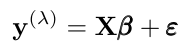 𝐲^(λ) = 𝐗𝜷 + 𝜺